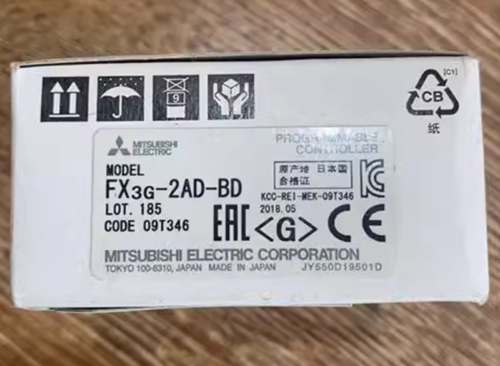 [C1]
9
CB
紙
MITSUBISHI
ELECTRIC
PROGRAMMABLE
CONTROLLER
MODEL
FX3G-2AD-BD
原产地 日本国
合格证
LOT. 185
KCC-REI-MEK-09T346
CODE 09T346
2018.05
EAC <G> CE
MITSUBISHI ELECTRIC CORPORATION
TOKYO 100-8310, JAPAN MADE IN JAPAN JY550D19501D